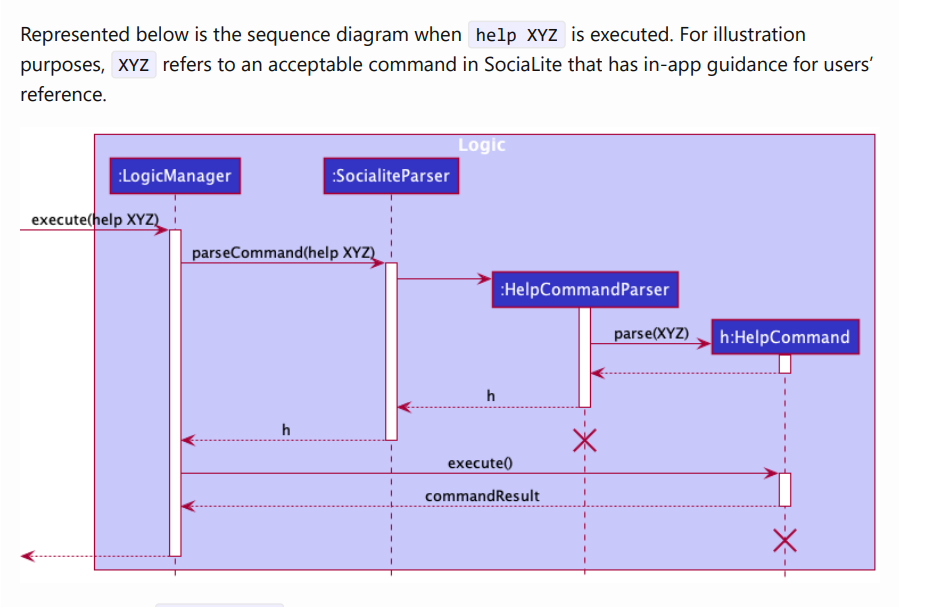 Represented below is the sequence diagram when help XYZ is executed. For illustration
purposes, XYZ refers to an acceptable command in SociaLite that has in-app guidance for users’
reference.
Logic
:LogicManager
:SocialiteParser
execute(help XYZ)
parseCommand(help XYZ)
:HelpCommandParser
parse(XYZ)
h:HelpCommand
h
h
execute()
commandResult